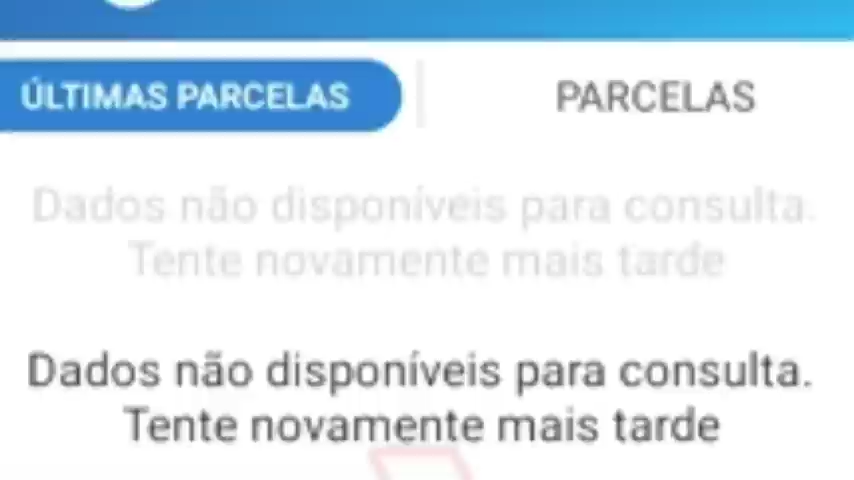 ÚLTIMAS PARCELAS
PARCELAS
Dados não disponíveis para consulta.
Tente novamente mais tarde
Dados não disponíveis para consulta.
Tente novamente mais tarde